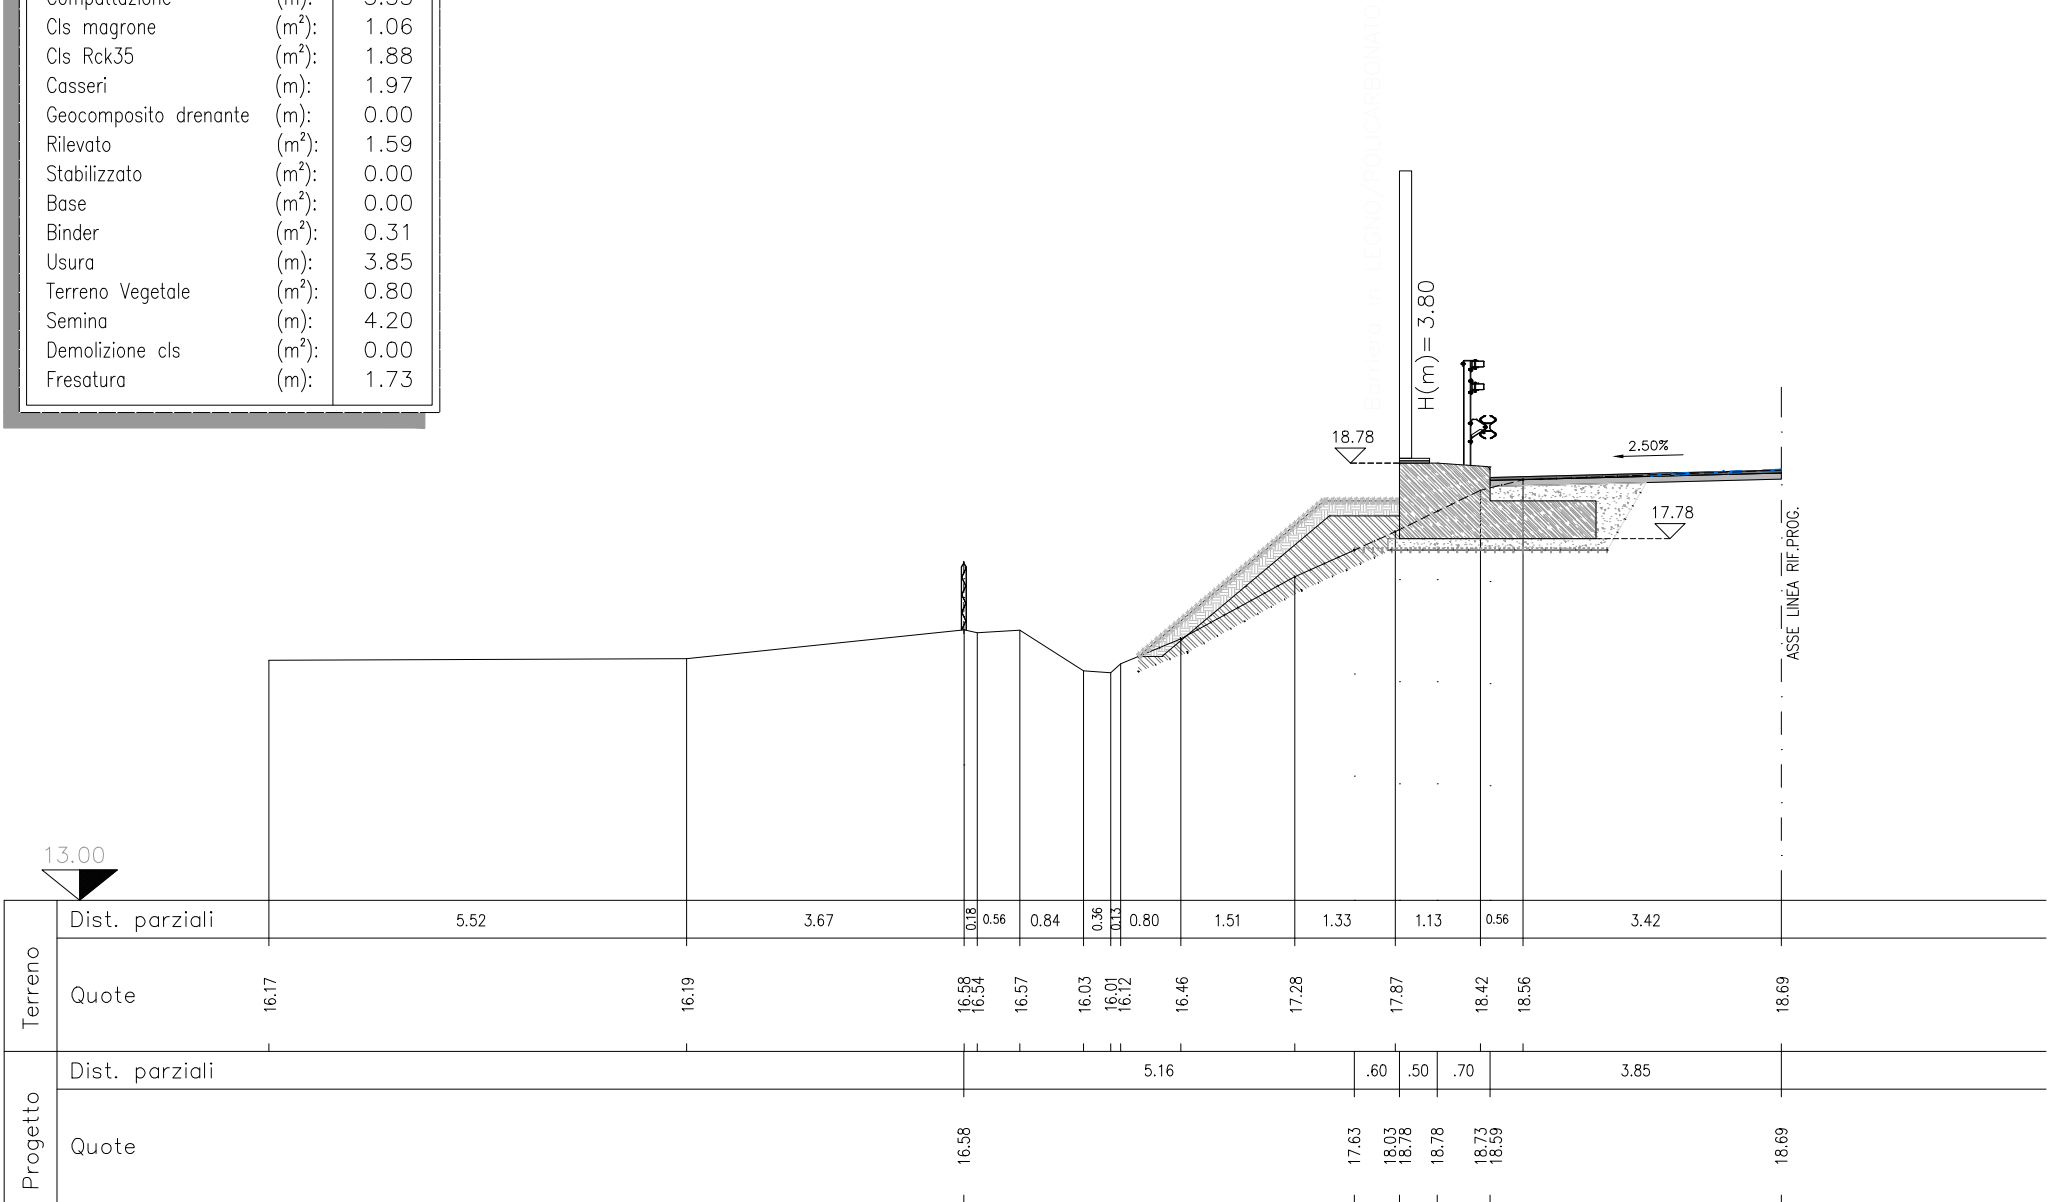 Compattazione (m):
Cls magrone (m²): 1.06
Cls Rck35 (m²): 1.88
Casseri (m): 1.97
Geocomposito drenante (m): 0.00
Rilevato (m²): 1.59
Stabilizzato (m²): 0.00
Base (m²): 0.00
Binder (m²): 0.31
Usura (m): 3.85
Terreno Vegetale (m²): 0.80
Semina (m): 4.20
Demolizione cls (m²): 0.00
Fresatura (m): 1.73
Barriera in LEGNO/POLICARBONATO
H(m)= 3.80
18.78
2.50%
17.78
ASSE LINEA RIF.PROG.
13.00
Terreno
Dist. parziali 5.52 3.67 0.18 0.56 0.84 0.36 0.13 0.80 1.51 1.33 1.13 0.56 3.42
Quote 16.17 16.19 16.58 16.54 16.57 16.03 16.01 16.12 16.46 17.28 17.87 18.42 18.56 18.69
Progetto
Dist. parziali 5.16 .60 .50 .70 3.85
Quote 16.58 17.63 18.03 18.78 18.78 18.73 18.59 18.69